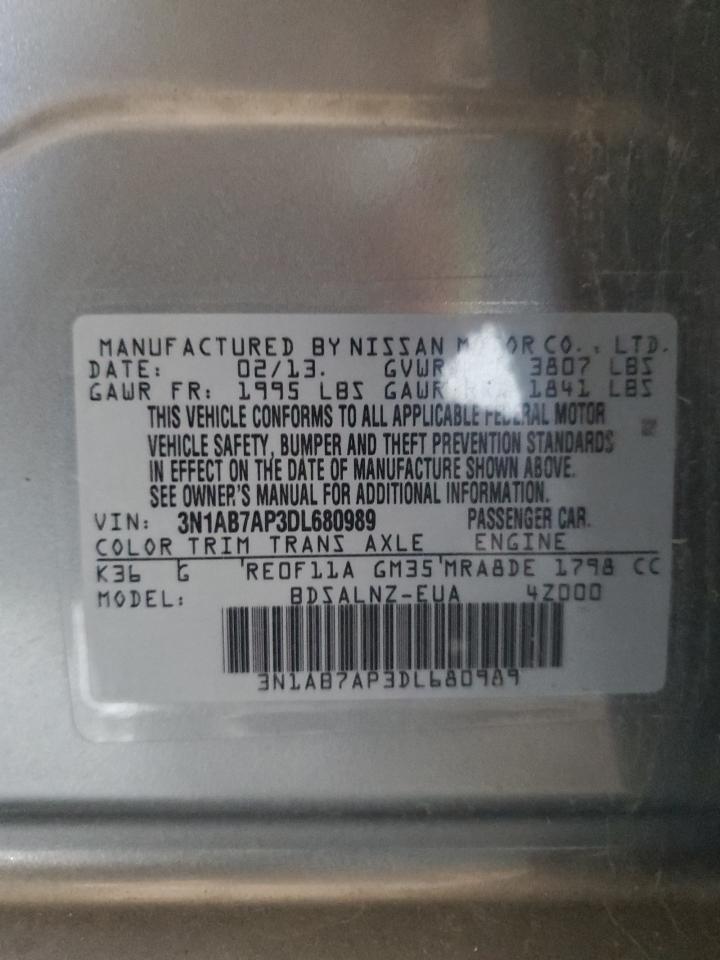 MANUFACTURED BY NISSAN MOTOR CO., LTD.
DATE: 02/13. GVWR 3807 LBS
GAWR FR: 1995 LBS GAWR 1841 LBS
THIS VEHICLE CONFORMS TO ALL APPLICABLE FEDERAL MOTOR
VEHICLE SAFETY, BUMPER AND THEFT PREVENTION STANDARDS
IN EFFECT ON THE DATE OF MANUFACTURE SHOWN ABOVE.
SEE OWNER'S MANUAL FOR ADDITIONAL INFORMATION.
VIN: 3N1AB7AP3DL680989 PASSENGER CAR.
COLOR TRIM TRANS AXLE ENGINE
K36 G RE0F11A GM35 MRA8DE 1798 CC
MODEL: BDSALNZ-EUA 4Z000
3N1AB7AP3DL680989